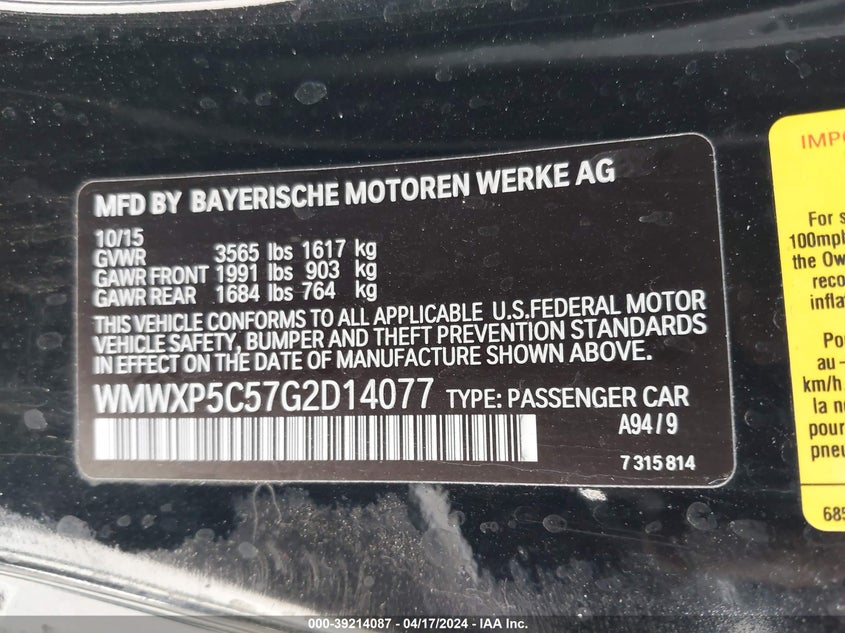 MFD BY BAYERISCHE MOTOREN WERKE AG
10/15
GVWR 3565 lbs 1617 kg
GAWR FRONT 1991 lbs 903 kg
GAWR REAR 1684 lbs 764 kg
THIS VEHICLE CONFORMS TO ALL APPLICABLE U.S.FEDERAL MOTOR
VEHICLE SAFETY, BUMPER AND THEFT PREVENTION STANDARDS
IN EFFECT ON THE DATE OF MANUFACTURE SHOWN ABOVE.
WMWXP5C57G2D14077 TYPE: PASSENGER CAR
A94/9
7 315 814
IMPO
For s
100mph
the Ow
reco
infla
Pou
au-
km/h
la no
pour
pneu
685
000-39214087 - 04/17/2024 - IAA Inc.